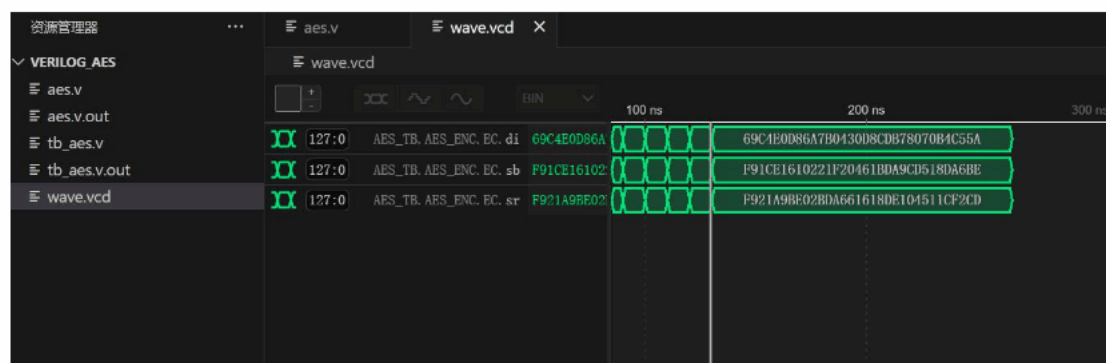 资源管理器 ···
aes.v wave.vcd
VERILOG_AES
wave.vcd
aes.v
+
-
BIN
aes.v.out
100 ns 200 ns 300 ns
tb_aes.v
127:0 AES_TB.AES_ENC.EC.di 69C4E0D86A 69C4E0D86A7B0430D8CDB78070B4C55A
tb_aes.v.out
127:0 AES_TB.AES_ENC.EC.sb F91CE16102 F91CE1610221F20461BDA9CD518DA6BE
wave.vcd
127:0 AES_TB.AES_ENC.EC.sr F921A9BE02 F921A9BE02BDA661618DE104511CF2CD